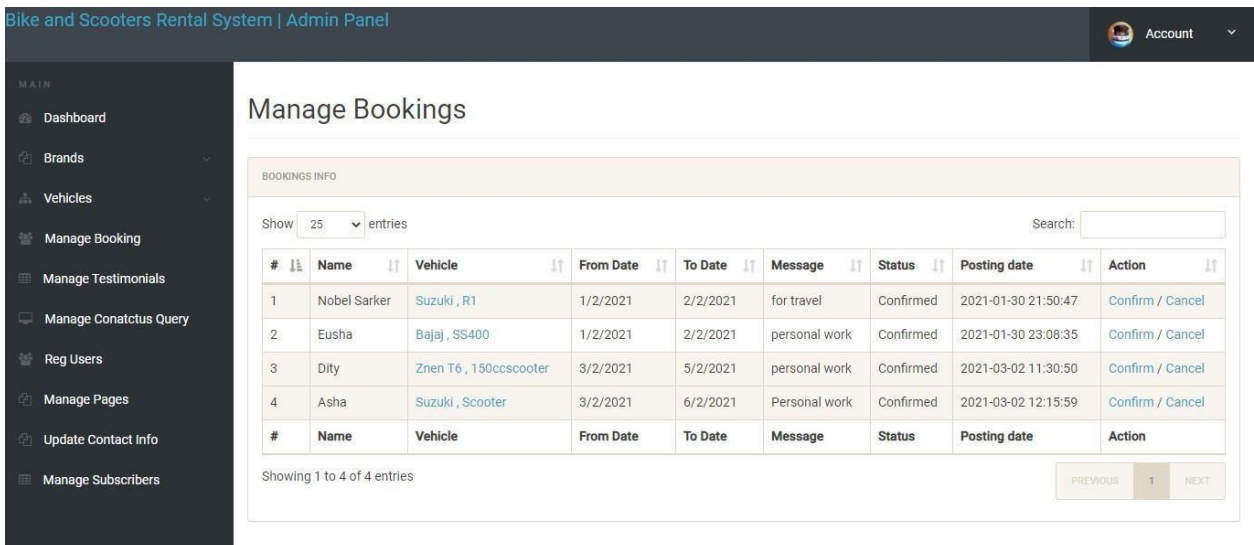 Bike and Scooters Rental System | Admin Panel
Account
MAIN
Dashboard
Brands
Vehicles
Manage Booking
Manage Testimonials
Manage Conatctus Query
Reg Users
Manage Pages
Update Contact Info
Manage Subscribers
Manage Bookings
BOOKINGS INFO
Show 25 entries Search:
# Name Vehicle From Date To Date Message Status Posting date Action
1 Nobel Sarker Suzuki , R1 1/2/2021 2/2/2021 for travel Confirmed 2021-01-30 21:50:47 Confirm / Cancel
2 Eusha Bajaj , SS400 1/2/2021 2/2/2021 personal work Confirmed 2021-01-30 23:08:35 Confirm / Cancel
3 Dity Znen T6 , 150ccscooter 3/2/2021 5/2/2021 personal work Confirmed 2021-03-02 11:30:50 Confirm / Cancel
4 Asha Suzuki , Scooter 3/2/2021 6/2/2021 Personal work Confirmed 2021-03-02 12:15:59 Confirm / Cancel
# Name Vehicle From Date To Date Message Status Posting date Action
Showing 1 to 4 of 4 entries
PREVIOUS 1 NEXT